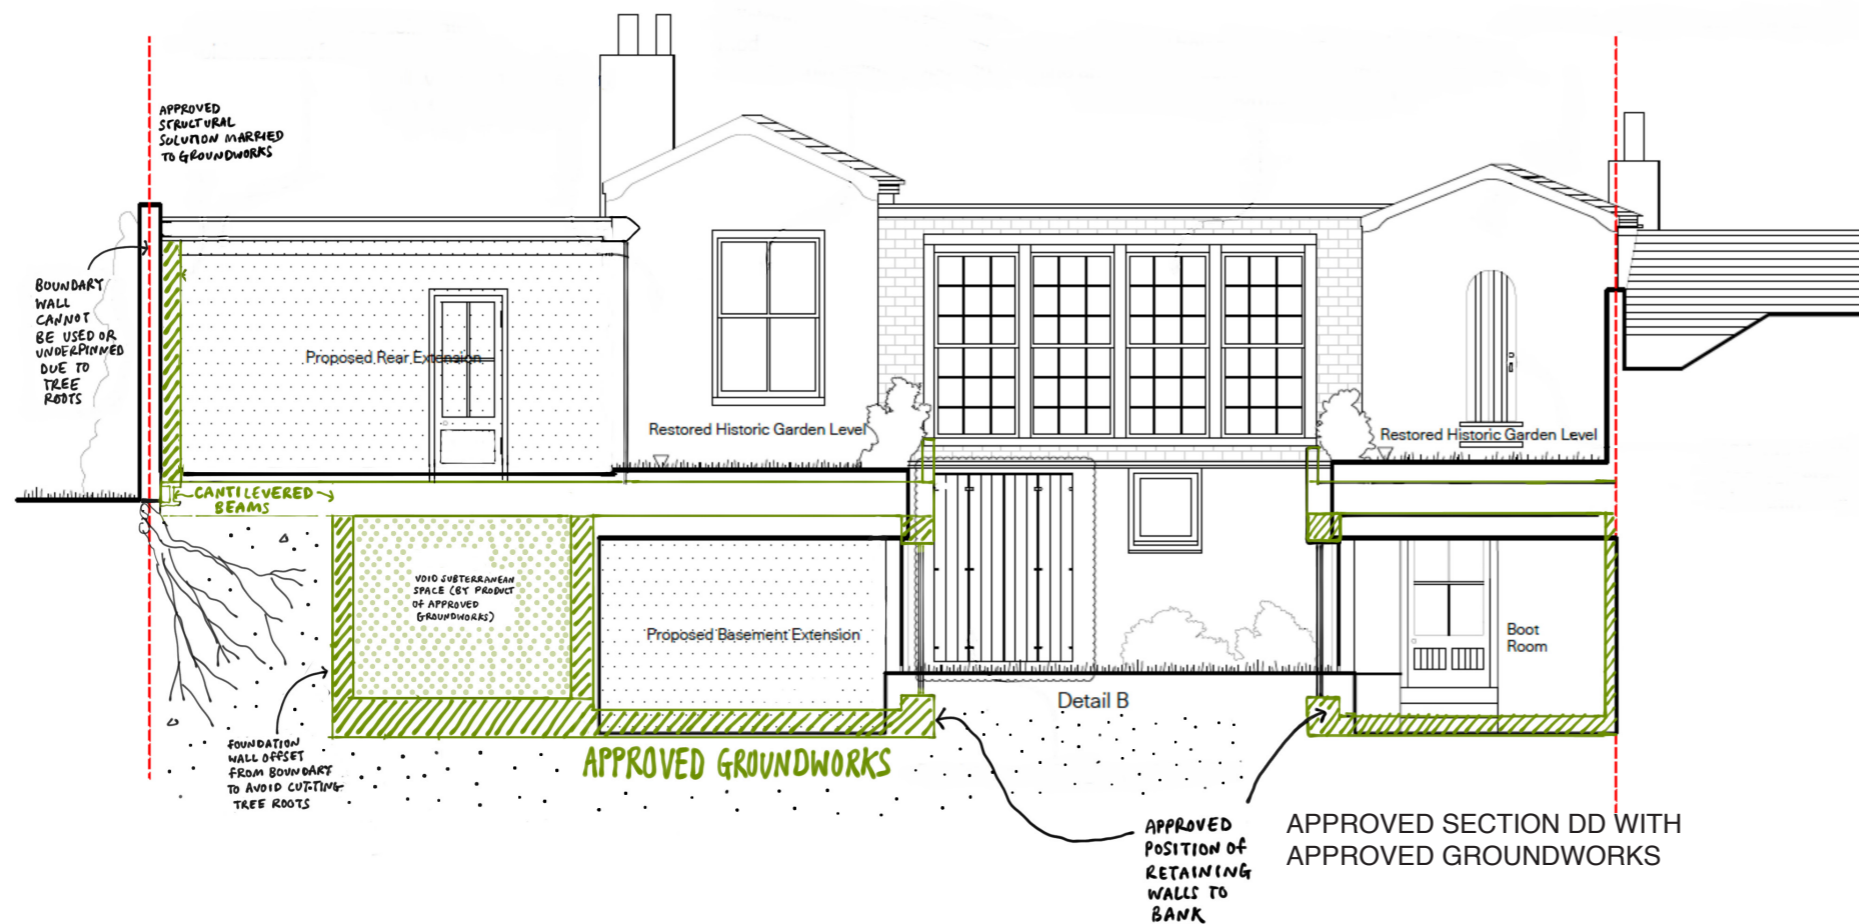 APPROVED
STRUCTURAL
SOLUTION MARRIED
TO GROUNDWORKS
BOUNDARY
WALL
CANNOT
BE USED OR
UNDERPINNED
DUE TO
TREE
ROOTS
Proposed Rear Extension
Restored Historic Garden Level
Restored Historic Garden Level
CANTILEVERED
BEAMS
VOID SUBTERRANEAN
SPACE (BY PRODUCT
OF APPROVED
GROUNDWORKS)
Proposed Basement Extension
Boot
Room
Detail B
FOUNDATION
WALL OFFSET
FROM BOUNDARY
TO AVOID CUTTING
TREE ROOTS
APPROVED GROUNDWORKS
APPROVED
POSITION OF
RETAINING
WALLS TO
BANK
APPROVED SECTION DD WITH
APPROVED GROUNDWORKS